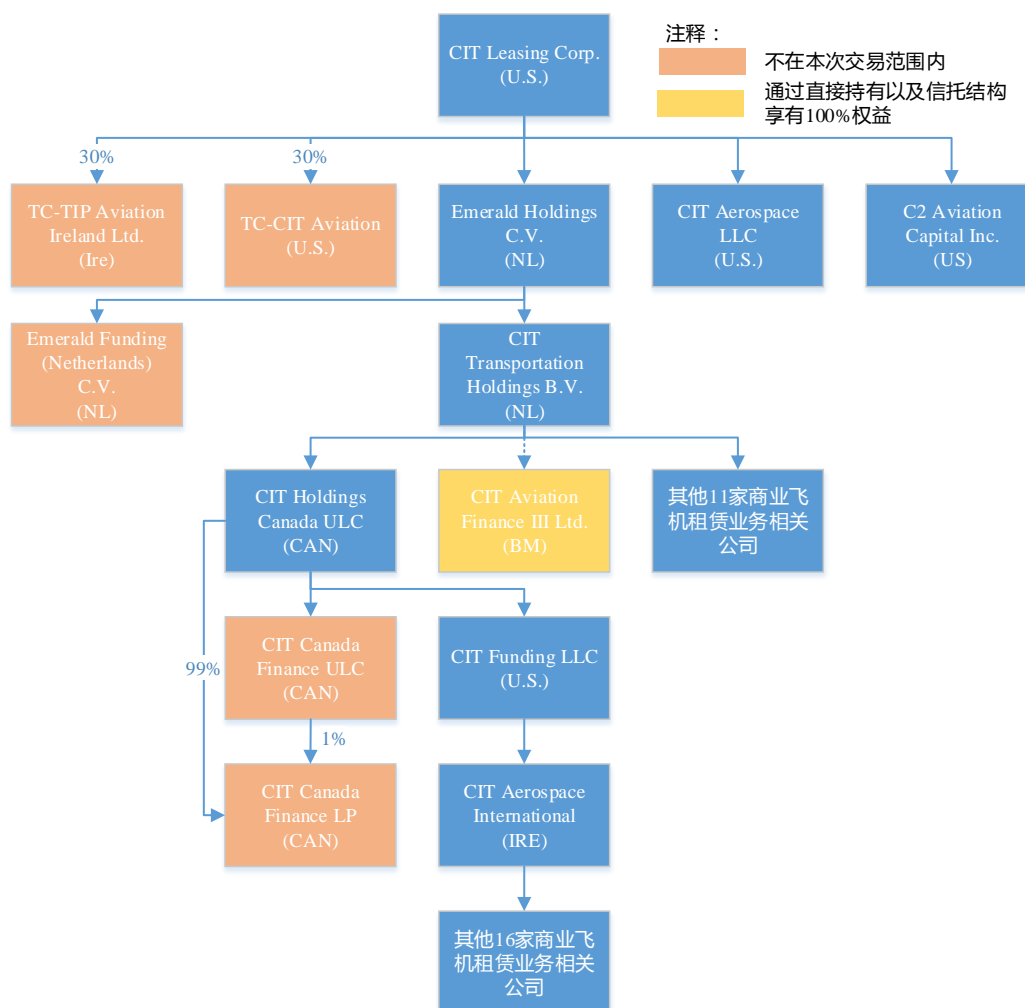 CIT Leasing Corp.
(U.S.)
注释：
不在本次交易范围内
通过直接持有以及信托结构
享有100%权益
30%
30%
TC-TIP Aviation
Ireland Ltd.
(Ire)
TC-CIT Aviation
(U.S.)
Emerald Holdings
C.V.
(NL)
CIT Aerospace
LLC
(U.S.)
C2 Aviation
Capital Inc.
(US)
Emerald Funding
(Netherlands)
C.V.
(NL)
CIT
Transportation
Holdings B.V.
(NL)
CIT Holdings
Canada ULC
(CAN)
CIT Aviation
Finance III Ltd.
(BM)
其他11家商业飞
机租赁业务相关
公司
99%
CIT Canada
Finance ULC
(CAN)
CIT Funding LLC
(U.S.)
1%
CIT Canada
Finance LP
(CAN)
CIT Aerospace
International
(IRE)
其他16家商业飞
机租赁业务相关
公司